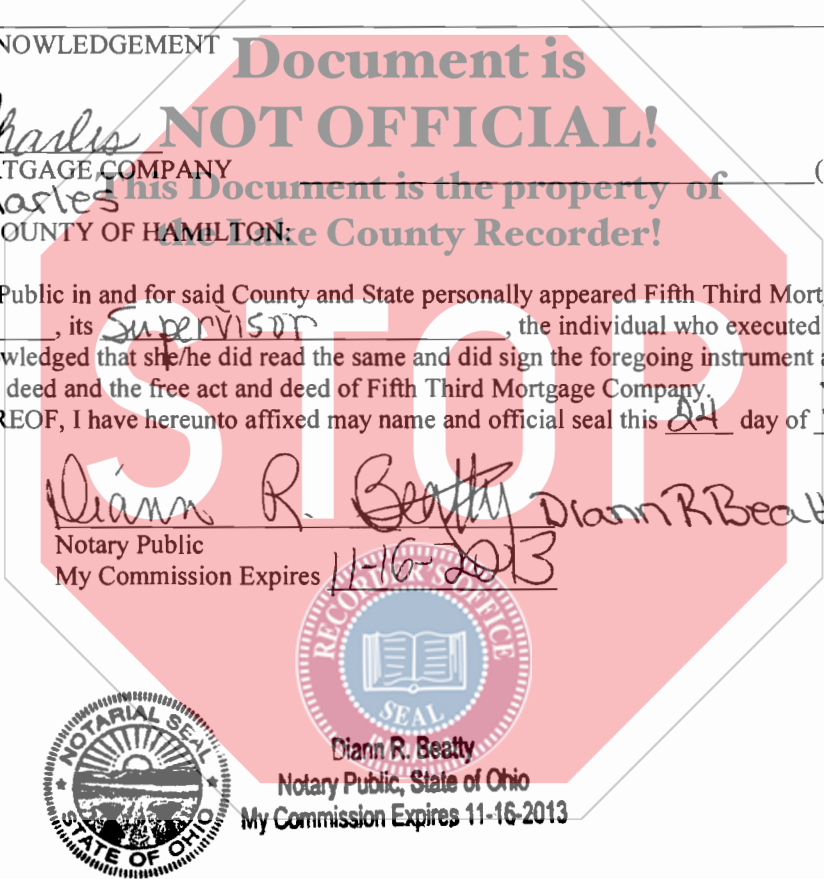 NOWLEDGEMENT
Document is
NOT OFFICIAL!
harles
TGAGE COMPANY (
This Document is the property of
arles
the Lake County Recorder!
OUNTY OF HAMILTON:
Public in and for said County and State personally appeared Fifth Third Mort
, its Supervisor , the individual who executed
wledged that she/he did read the same and did sign the foregoing instrument a
deed and the free act and deed of Fifth Third Mortgage Company.
REOF, I have hereunto affixed may name and official seal this 24 day of
STOP
Diann R. Beatty Diann R Beatt
Notary Public
My Commission Expires 11-16-2013
RECORDER'S OFFICE
SEAL
NOTARIAL SEAL
STATE OF OHIO
Diann R. Beatty
Notary Public, State of Ohio
My Commission Expires 11-16-2013